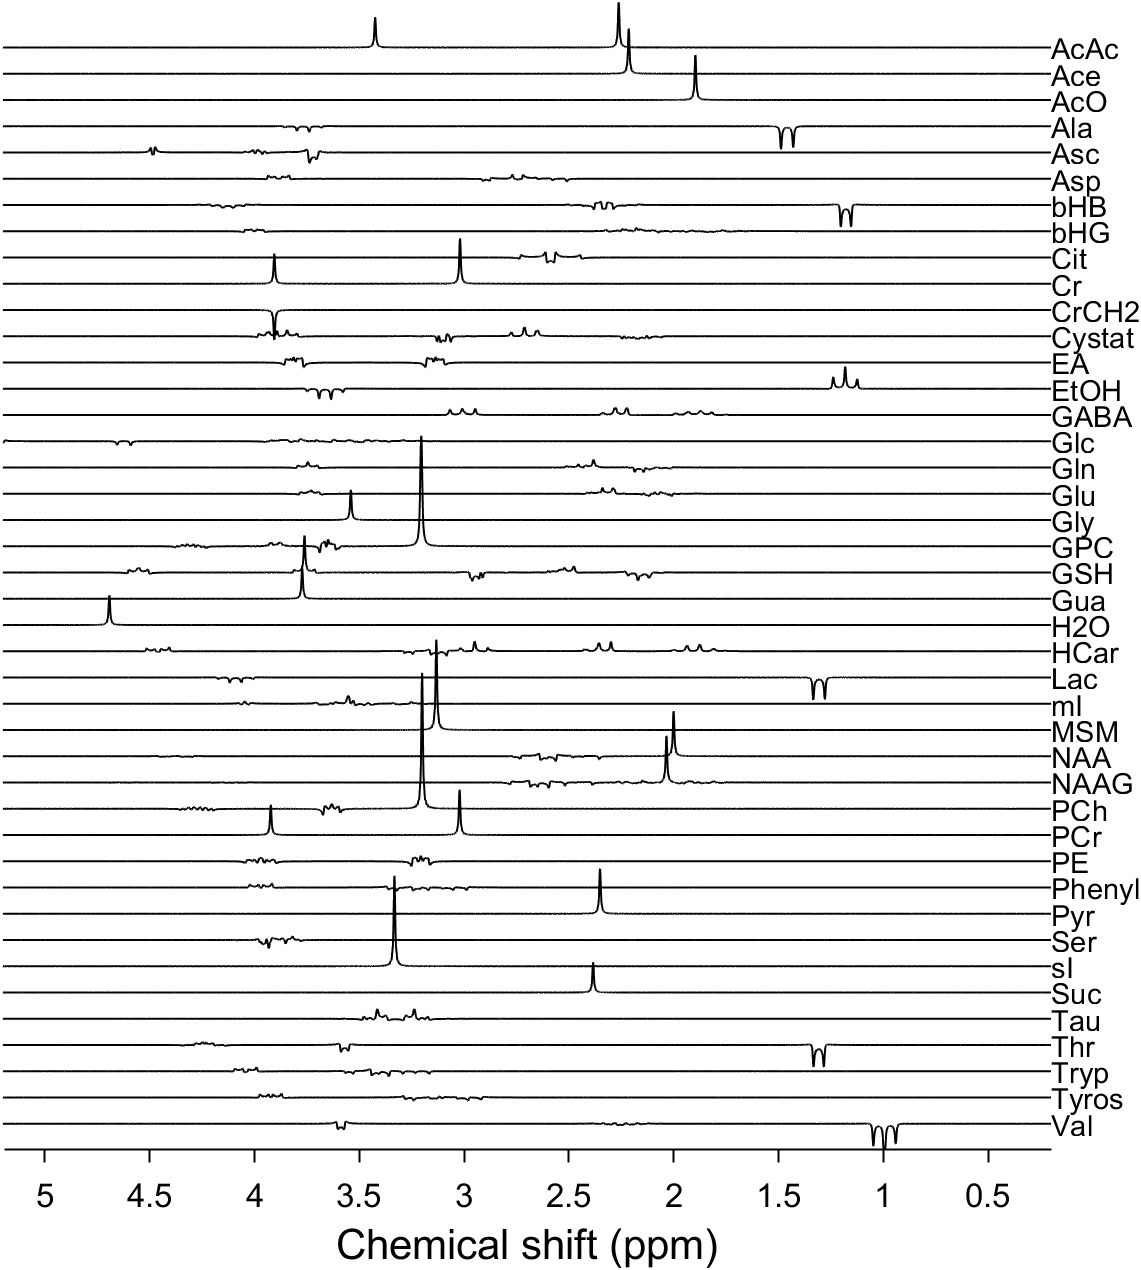 AcAc
Ace
AcO
Ala
Asc
Asp
bHB
bHG
Cit
Cr
CrCH2
Cystat
EA
EtOH
GABA
Glc
Gln
Glu
Gly
GPC
GSH
Gua
H2O
HCar
Lac
mI
MSM
NAA
NAAG
PCh
PCr
PE
Phenyl
Pyr
Ser
sI
Suc
Tau
Thr
Tryp
Tyros
Val
5 4.5 4 3.5 3 2.5 2 1.5 1 0.5
Chemical shift (ppm)